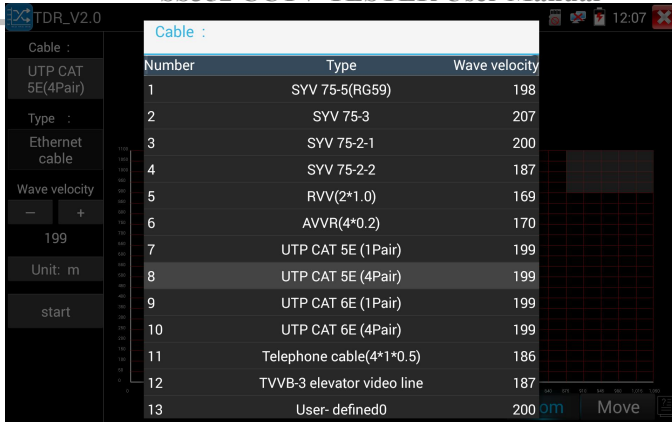 TESTER User Manual
TDR_V2.0
12:07
Cable :
UTP CAT
5E(4Pair)
Type :
Ethernet
cable
Wave velocity
— +
199
Unit: m
start
Cable :
Number Type Wave velocity
1 SYV 75-5(RG59) 198
2 SYV 75-3 207
3 SYV 75-2-1 200
4 SYV 75-2-2 187
5 RVV(2*1.0) 169
6 AVVR(4*0.2) 170
7 UTP CAT 5E (1Pair) 199
8 UTP CAT 5E (4Pair) 199
9 UTP CAT 6E (1Pair) 199
10 UTP CAT 6E (4Pair) 199
11 Telephone cable(4*1*0.5) 186
12 TVVB-3 elevator video line 187
13 User- defined0 200
om Move